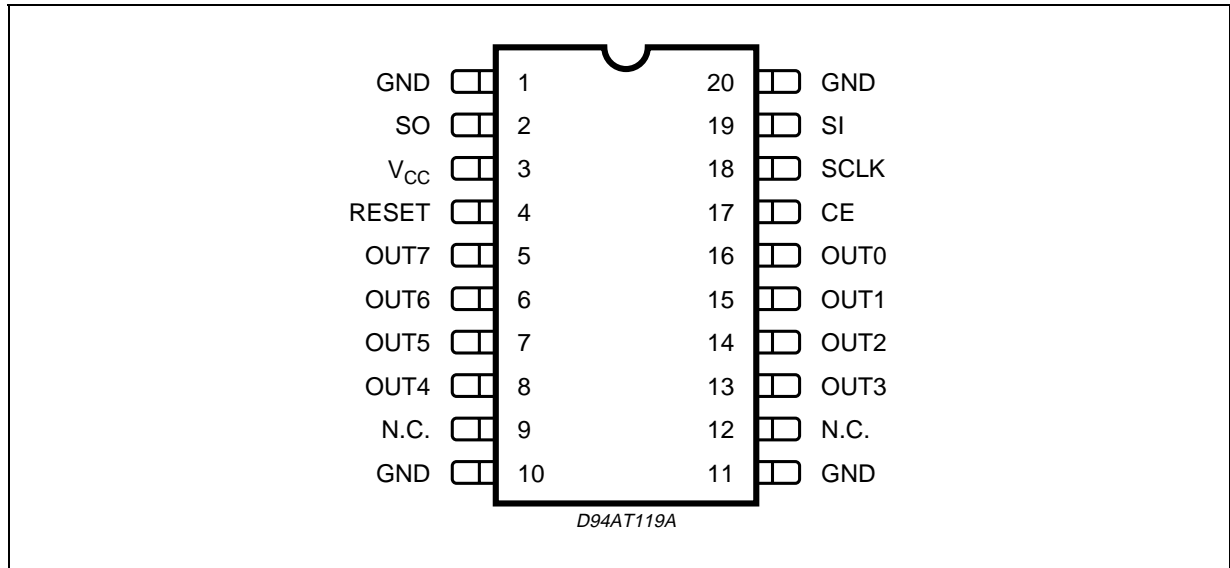 GND 1 20 GND
SO 2 19 SI
VCC 3 18 SCLK
RESET 4 17 CE
OUT7 5 16 OUT0
OUT6 6 15 OUT1
OUT5 7 14 OUT2
OUT4 8 13 OUT3
N.C. 9 12 N.C.
GND 10 11 GND
D94AT119A